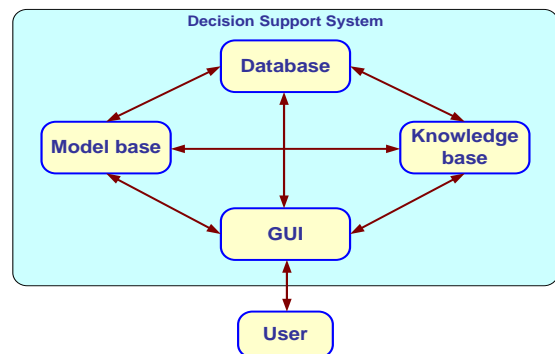 Decision Support System
Database
Model base
Knowledge
base
GUI
User